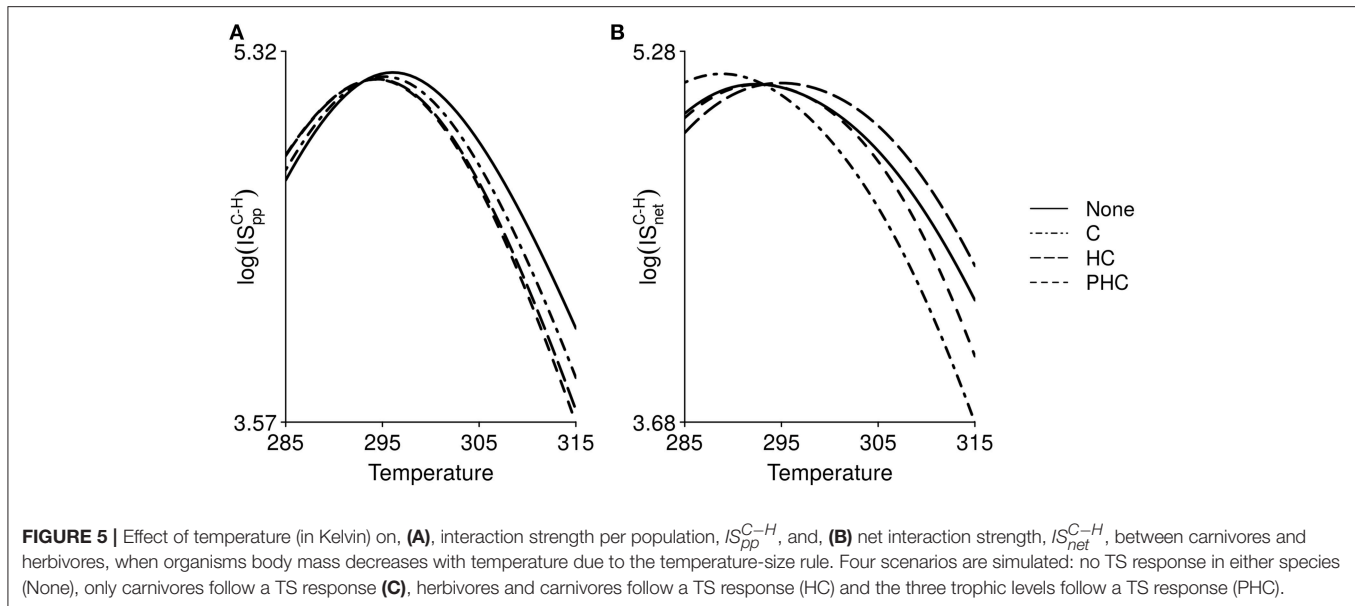 A
5.32
log(IS_pp^C-H)
3.57
285 295 305 315
Temperature
B
5.28
log(IS_net^C-H)
3.68
285 295 305 315
Temperature
None
C
HC
PHC
FIGURE 5 | Effect of temperature (in Kelvin) on, (A), interaction strength per population, IS_pp^C−H, and, (B) net interaction strength, IS_net^C−H, between carnivores and
herbivores, when organisms body mass decreases with temperature due to the temperature-size rule. Four scenarios are simulated: no TS response in either species
(None), only carnivores follow a TS response (C), herbivores and carnivores follow a TS response (HC) and the three trophic levels follow a TS response (PHC).